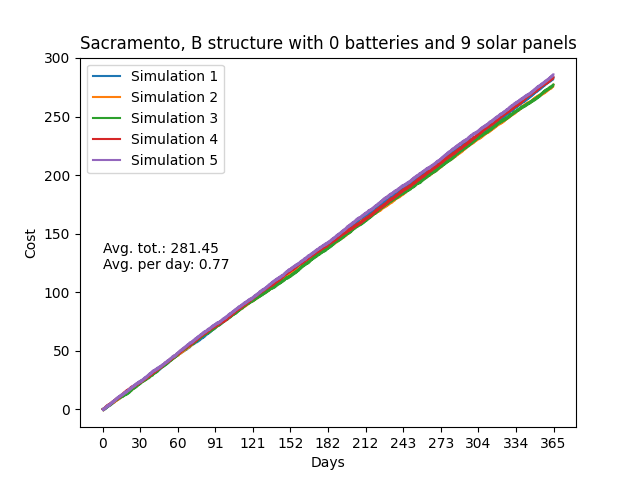 Sacramento, B structure with 0 batteries and 9 solar panels
300
250
200
150
100
50
0
Cost
Simulation 1
Simulation 2
Simulation 3
Simulation 4
Simulation 5
Avg. tot.: 281.45
Avg. per day: 0.77
0 30 60 91 121 152 182 212 243 273 304 334 365
Days